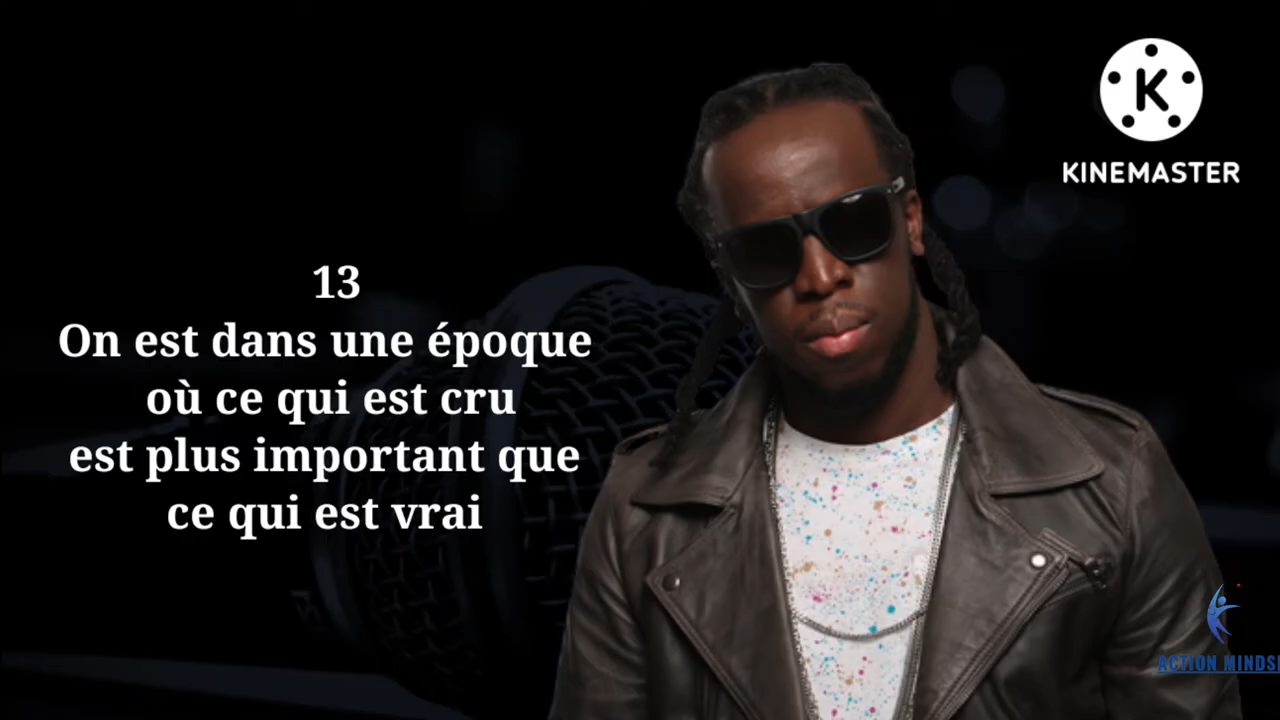 K
KINEMASTER
13
On est dans une époque
où ce qui est cru
est plus important que
ce qui est vrai
ACTION MINDSE